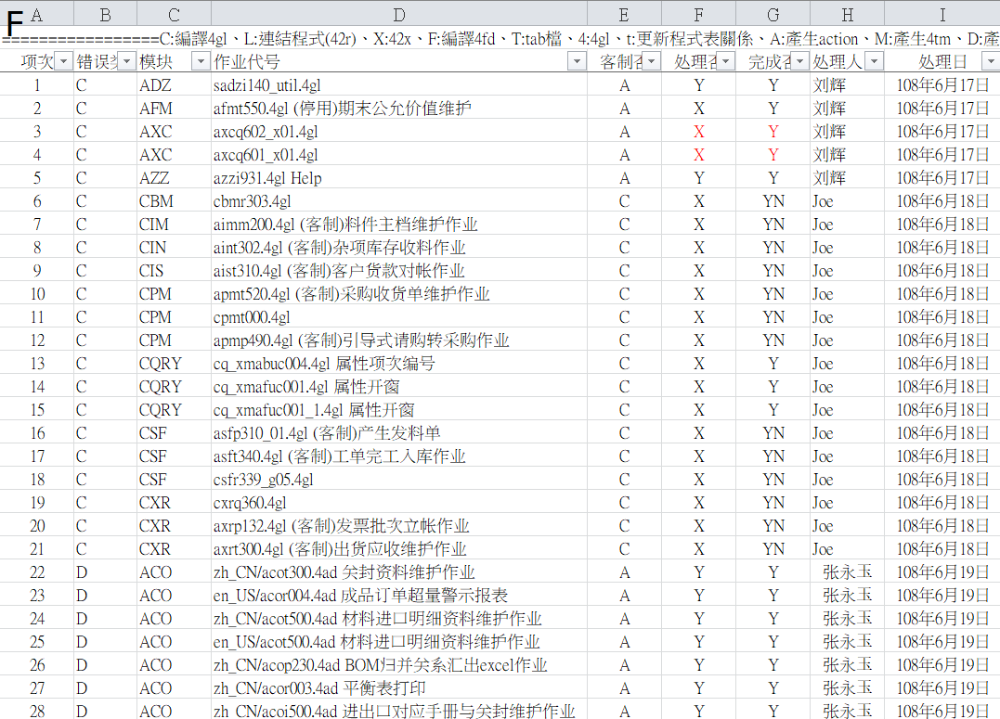 A B C D E F G H I
F
=================C:編譯4gl、L:連結程式(42r)、X:42x、F:編譯4fd、T:tab檔、4:4gl、t:更新程式表關係、A:產生action、M:產生4tm、D:產
项次 错误 模块 作业代号 客制否 处理否 完成否 处理人 处理日
1 C ADZ sadzi140_util.4gl A Y Y 刘辉 108年6月17日
2 C AFM afmt550.4gl (停用)期末公允价值维护 A X Y 刘辉 108年6月17日
3 C AXC axcq602_x01.4gl A X Y 刘辉 108年6月17日
4 C AXC axcq601_x01.4gl A X Y 刘辉 108年6月17日
5 C AZZ azzi931.4gl Help A Y Y 刘辉 108年6月17日
6 C CBM cbmr303.4gl C X YN Joe 108年6月18日
7 C CIM aimm200.4gl (客制)料件主档维护作业 C X YN Joe 108年6月18日
8 C CIN aint302.4gl (客制)杂项库存收料作业 C X YN Joe 108年6月18日
9 C CIS aist310.4gl (客制)客户货款对帐作业 C X YN Joe 108年6月18日
10 C CPM apmt520.4gl (客制)采购收货单维护作业 C X YN Joe 108年6月18日
11 C CPM cpmt000.4gl C X YN Joe 108年6月18日
12 C CPM apmp490.4gl (客制)引导式请购转采购作业 C X YN Joe 108年6月18日
13 C CQRY cq_xmabuc004.4gl 属性项次编号 C X Y Joe 108年6月18日
14 C CQRY cq_xmafuc001.4gl 属性开窗 C X Y Joe 108年6月18日
15 C CQRY cq_xmafuc001_1.4gl 属性开窗 C X Y Joe 108年6月18日
16 C CSF asfp310_01.4gl (客制)产生发料单 C X YN Joe 108年6月18日
17 C CSF asft340.4gl (客制)工单完工入库作业 C X YN Joe 108年6月18日
18 C CSF csfr339_g05.4gl C X YN Joe 108年6月18日
19 C CXR cxrq360.4gl C X YN Joe 108年6月18日
20 C CXR axrp132.4gl (客制)发票批次立帐作业 C X YN Joe 108年6月18日
21 C CXR axrt300.4gl (客制)出货应收维护作业 C X YN Joe 108年6月18日
22 D ACO zh_CN/acot300.4ad 关封资料维护作业 A Y Y 张永玉 108年6月19日
23 D ACO en_US/acor004.4ad 成品订单超量警示报表 A Y Y 张永玉 108年6月19日
24 D ACO zh_CN/acot500.4ad 材料进口明细资料维护作业 A Y Y 张永玉 108年6月19日
25 D ACO en_US/acot500.4ad 材料进口明细资料维护作业 A Y Y 张永玉 108年6月19日
26 D ACO zh_CN/acop230.4ad BOM归并关系汇出excel作业 A Y Y 张永玉 108年6月19日
27 D ACO zh_CN/acor003.4ad 平衡表打印 A Y Y 张永玉 108年6月19日
28 D ACO zh_CN/acoi500.4ad 进出口对应手册与关封维护作业 A Y Y 张永玉 108年6月19日